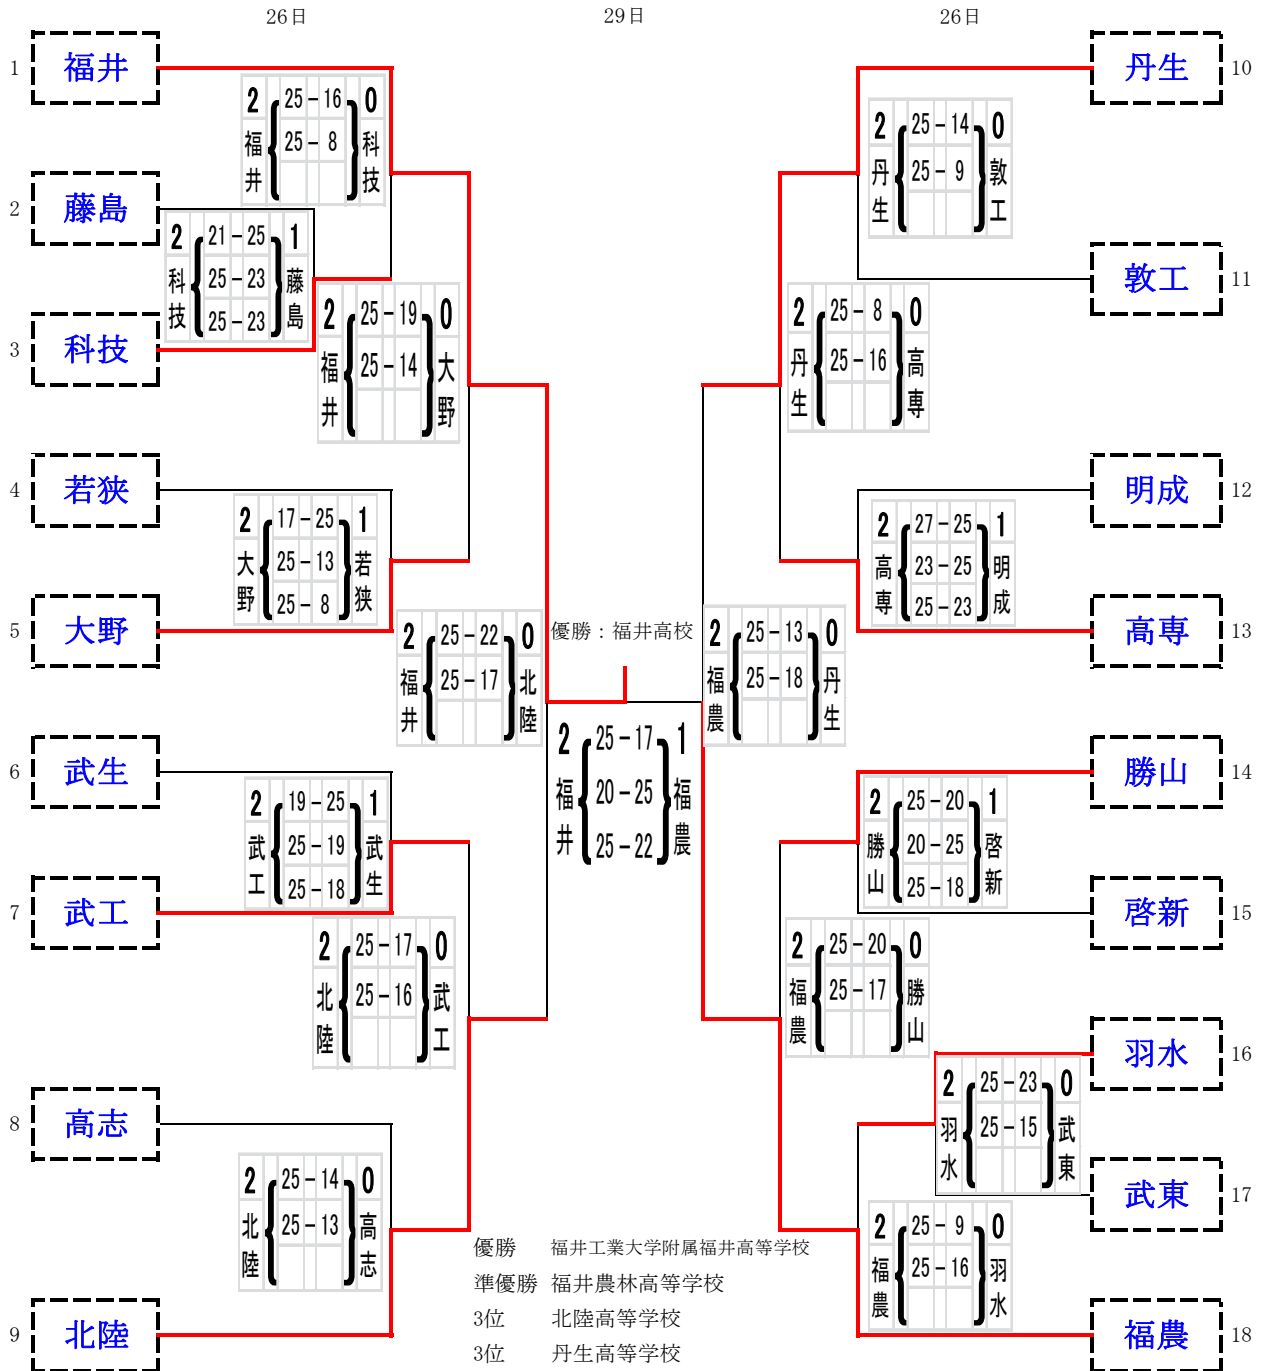 26日 29日 26日
1 福井
2 藤島
3 科技
4 若狭
5 大野
6 武生
7 武工
8 高志
9 北陸
丹生 10
敦工 11
明成 12
高専 13
勝山 14
啓新 15
羽水 16
武東 17
福農 18
2 25－16 0
福井 25－8 科技
2 21－25 1
科技 25－23 藤島
25－23
2 25－19 0
福井 25－14 大野
2 17－25 1
大野 25－13 若狭
25－8
2 25－22 0
福井 25－17 北陸
2 19－25 1
武工 25－19 武生
25－18
2 25－17 0
北陸 25－16 武工
2 25－14 0
北陸 25－13 高志
優勝：福井高校
2 25－17 1
福井 20－25 福農
25－22
2 25－14 0
丹生 25－9 敦工
2 25－8 0
丹生 25－16 高専
2 27－25 1
高専 23－25 明成
25－23
2 25－13 0
福農 25－18 丹生
2 25－20 1
勝山 20－25 啓新
25－18
2 25－20 0
福農 25－17 勝山
2 25－23 0
羽水 25－15 武東
2 25－9 0
福農 25－16 羽水
優勝 福井工業大学附属福井高等学校
準優勝 福井農林高等学校
3位 北陸高等学校
3位 丹生高等学校